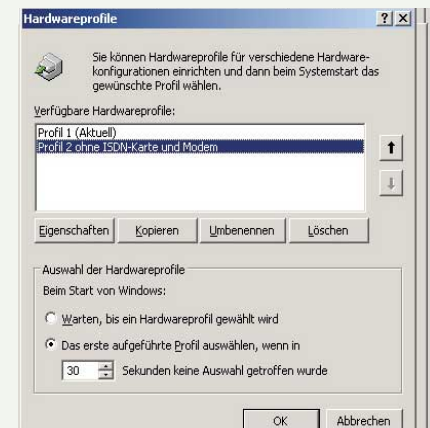 Hardwareprofile
Sie können Hardwareprofile für verschiedene Hardware-
konfigurationen einrichten und dann beim Systemstart das
gewünschte Profil wählen.
Verfügbare Hardwareprofile:
Profil 1 (Aktuell)
Profil 2 ohne ISDN-Karte und Modem
Eigenschaften Kopieren Umbenennen Löschen
Auswahl der Hardwareprofile
Beim Start von Windows:
Warten, bis ein Hardwareprofil gewählt wird
Das erste aufgeführte Profil auswählen, wenn in
30 Sekunden keine Auswahl getroffen wurde
OK Abbrechen